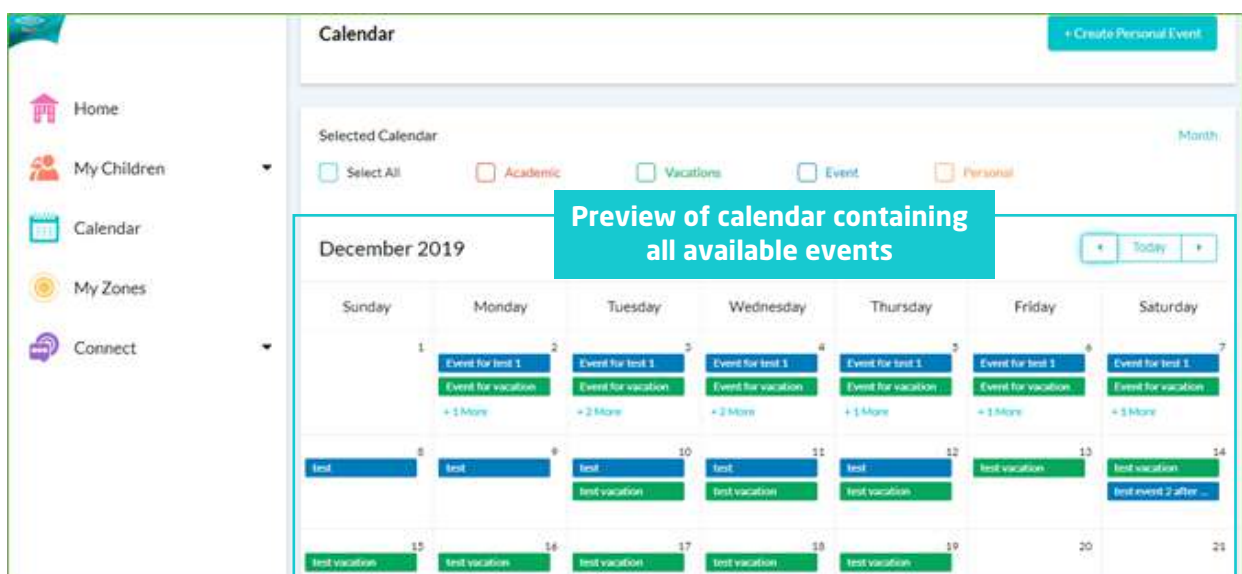 Calendar
+ Create Personal Event
Home
My Children
Calendar
My Zones
Connect
Selected Calendar
Month
Select All Academic Vacations Event Personal
Preview of calendar containing
all available events
December 2019
Today
Sunday Monday Tuesday Wednesday Thursday Friday Saturday
1 2 3 4 5 6 7
Event for test 1 Event for test 1 Event for test 1 Event for test 1 Event for test 1 Event for test 1
Event for vacation Event for vacation Event for vacation Event for vacation Event for vacation Event for vacation
+ 1 More + 2 More + 2 More + 1 More + 1 More + 1 More
8 9 10 11 12 13 14
test test test test test test vacation test vacation
test vacation test vacation test vacation test event 2 after ...
15 16 17 18 19 20 21
test vacation test vacation test vacation test vacation test vacation